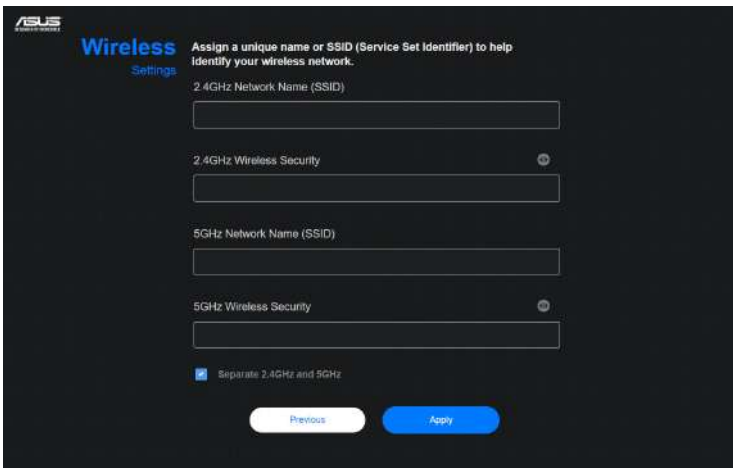 ASUS
Wireless
Settings
Assign a unique name or SSID (Service Set Identifier) to help
identify your wireless network.
2.4GHz Network Name (SSID)
2.4GHz Wireless Security
5GHz Network Name (SSID)
5GHz Wireless Security
Separate 2.4GHz and 5GHz
Previous
Apply